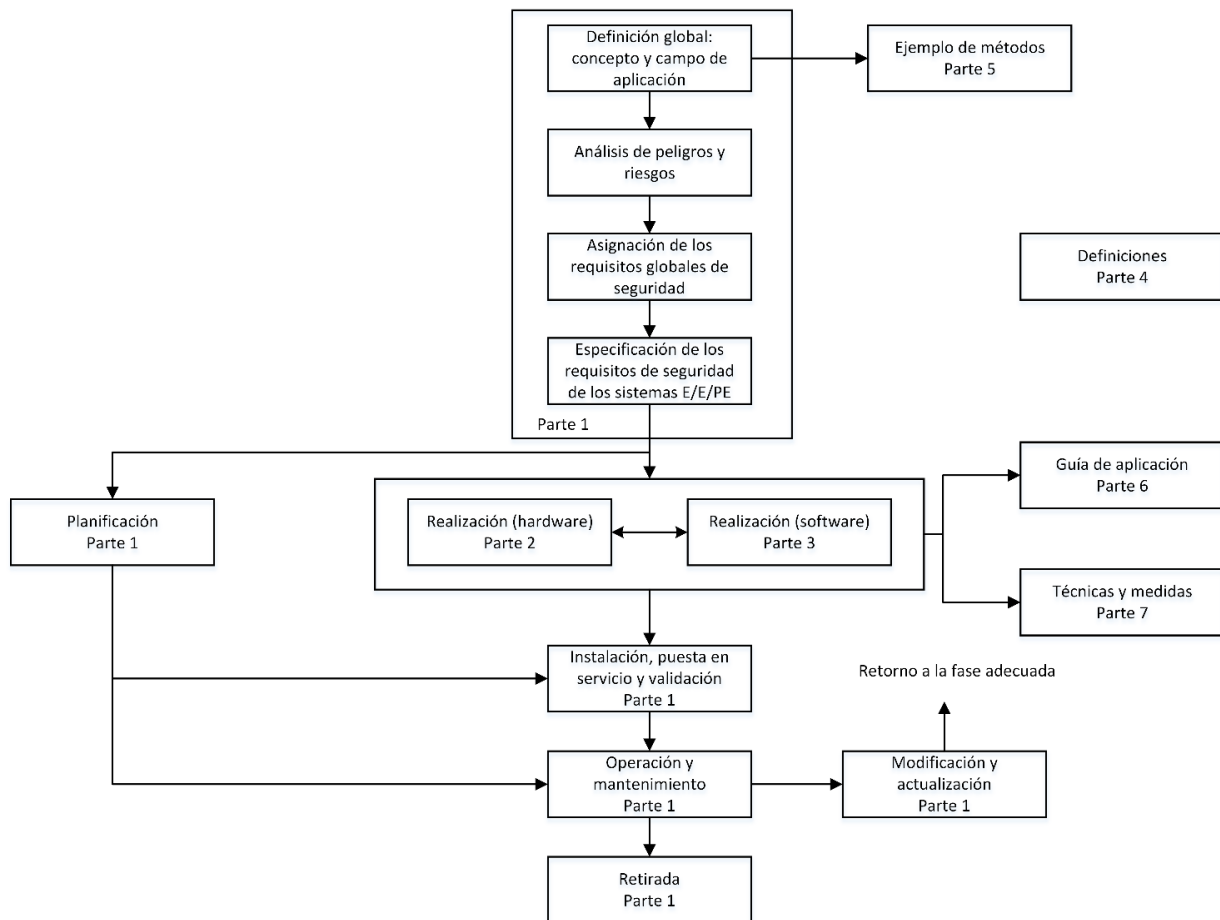 Definición global:
concepto y campo de
aplicación
Ejemplo de métodos
Parte 5
Análisis de peligros y
riesgos
Asignación de los
requisitos globales de
seguridad
Definiciones
Parte 4
Especificación de los
requisitos de seguridad
de los sistemas E/E/PE
Parte 1
Guía de aplicación
Parte 6
Planificación
Parte 1
Realización (hardware)
Parte 2
Realización (software)
Parte 3
Técnicas y medidas
Parte 7
Instalación, puesta en
servicio y validación
Parte 1
Retorno a la fase adecuada
Operación y
mantenimiento
Parte 1
Modificación y
actualización
Parte 1
Retirada
Parte 1